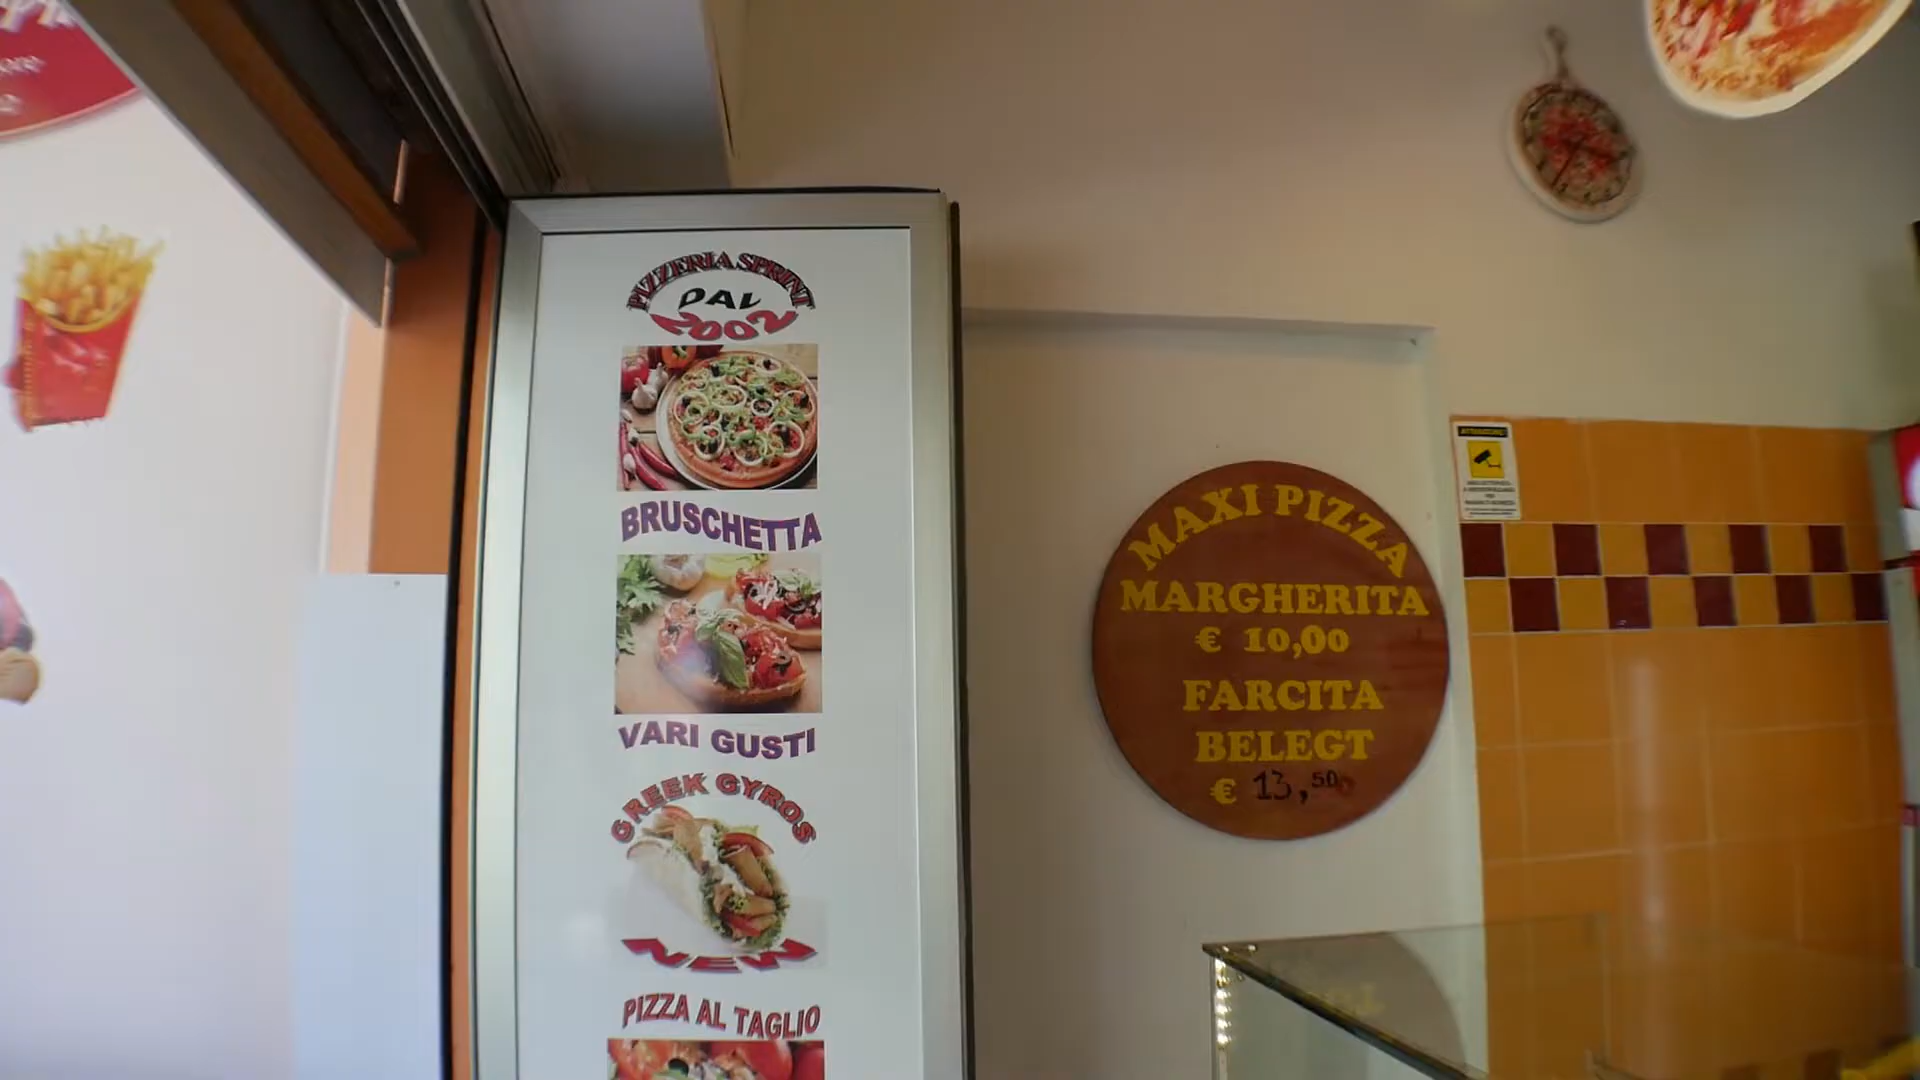 PIZZERIA SPRINT
DAL
2002
BRUSCHETTA
VARI GUSTI
GREEK GYROS
NEW
PIZZA AL TAGLIO
MAXI PIZZA
MARGHERITA
€ 10,00
FARCITA
BELEGT
€ 13,50